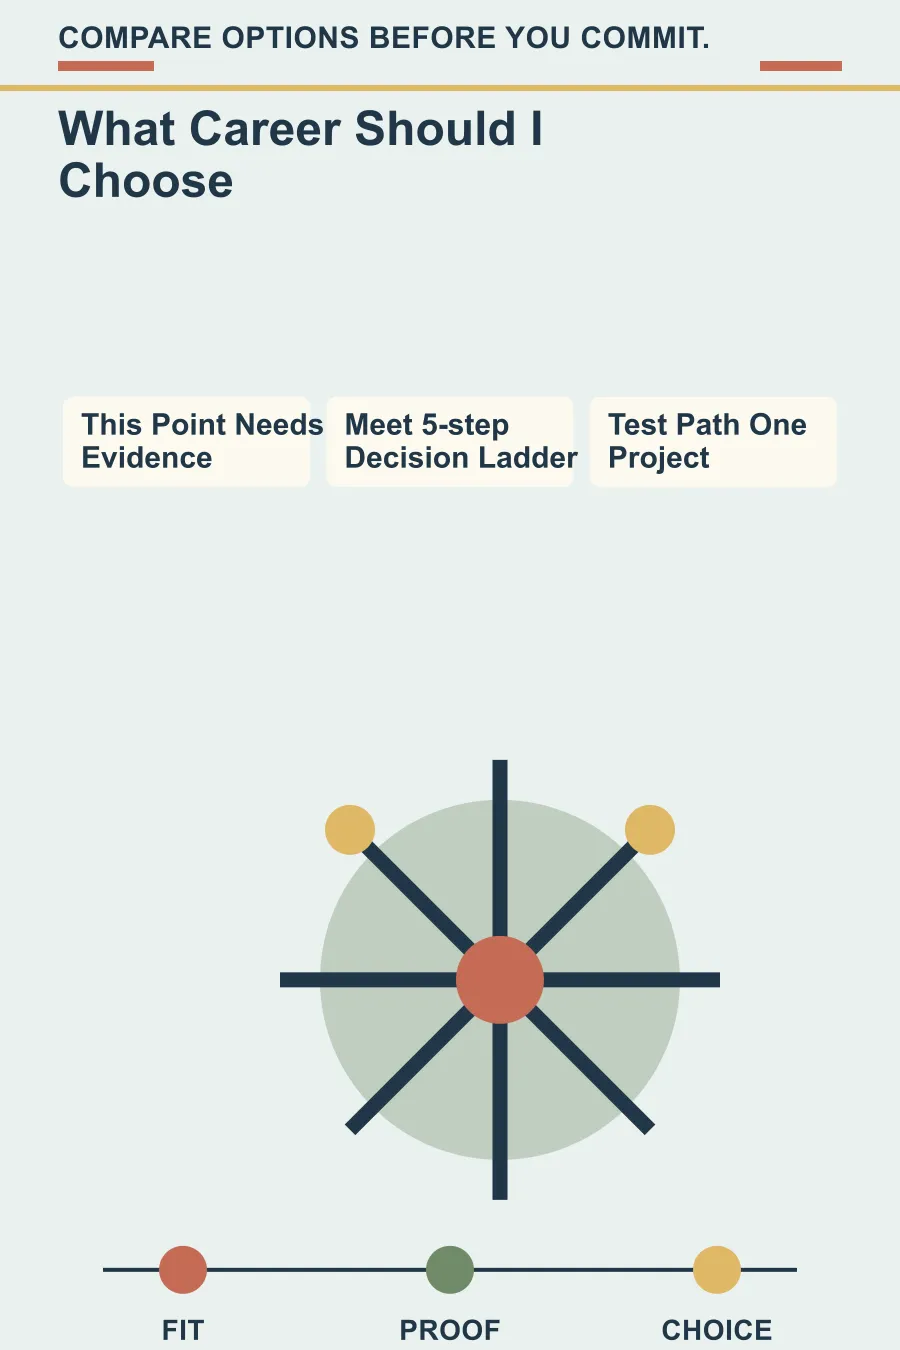 COMPARE OPTIONS BEFORE YOU COMMIT.
What Career Should I
Choose
This Point Needs
Evidence
Meet 5-step
Decision Ladder
Test Path One
Project
FIT
PROOF
CHOICE